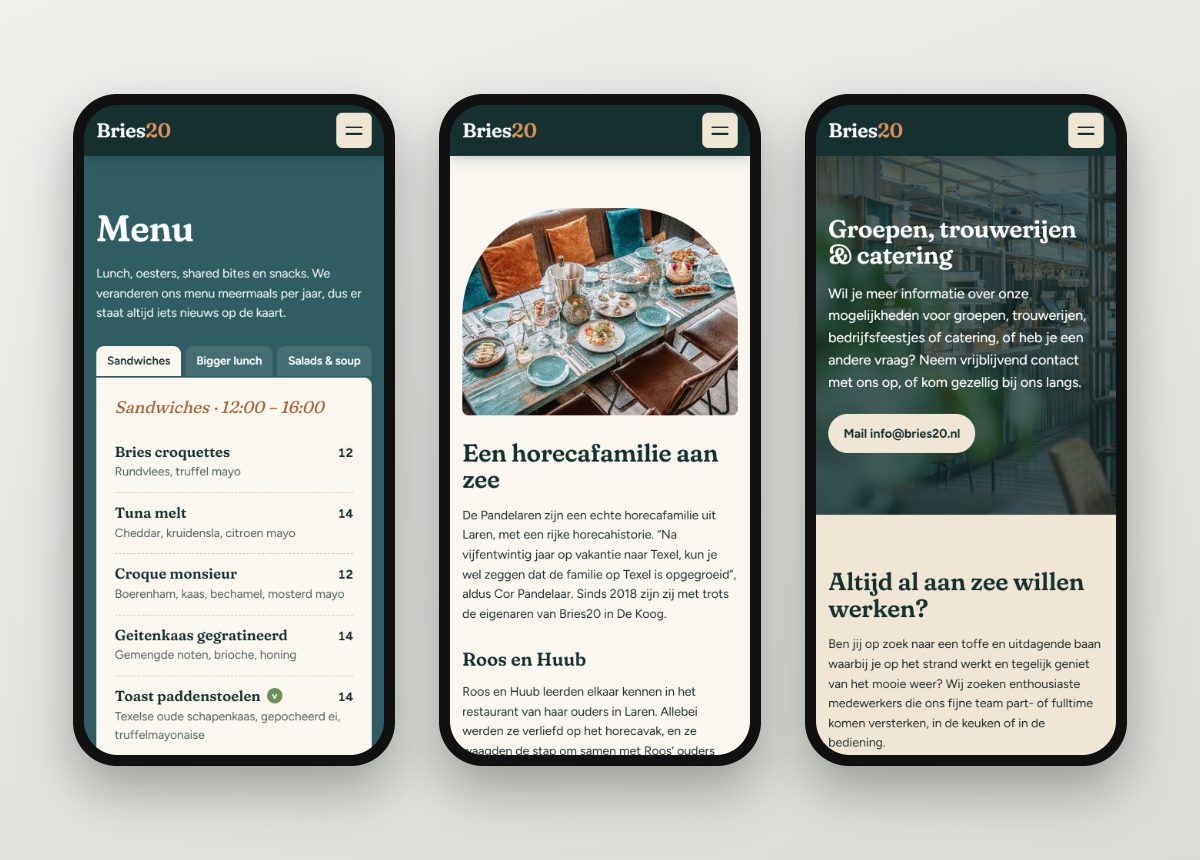 Bries20
Menu
Lunch, oesters, shared bites en snacks. We
veranderen ons menu meermaals per jaar, dus er
staat altijd iets nieuws op de kaart.
Sandwiches
Bigger lunch
Salads & soup
Sandwiches · 12:00 – 16:00
Bries croquettes 12
Rundvlees, truffel mayo
Tuna melt 14
Cheddar, kruidensla, citroen mayo
Croque monsieur 12
Boerenham, kaas, bechamel, mosterd mayo
Geitenkaas gegratineerd 14
Gemengde noten, brioche, honing
Toast paddenstoelen v 14
Texelse oude schapenkaas, gepocheerd ei,
truffelmayonaise
Bries20
Een horecafamilie aan
zee
De Pandelaren zijn een echte horecafamilie uit
Laren, met een rijke horecahistorie. “Na
vijfentwintig jaar op vakantie naar Texel, kun je
wel zeggen dat de familie op Texel is opgegroeid”,
aldus Cor Pandelaar. Sinds 2018 zijn zij met trots
de eigenaren van Bries20 in De Koog.
Roos en Huub
Roos en Huub leerden elkaar kennen in het
restaurant van haar ouders in Laren. Allebei
werden ze verliefd op het horecavak, en ze
waagden de stap om samen met Roos’ ouders
Bries20
Groepen, trouwerijen
& catering
Wil je meer informatie over onze
mogelijkheden voor groepen, trouwerijen,
bedrijfsfeestjes of catering, of heb je een
andere vraag? Neem vrijblijvend contact
met ons op, of kom gezellig bij ons langs.
Mail info@bries20.nl
Altijd al aan zee willen
werken?
Ben jij op zoek naar een toffe en uitdagende baan
waarbij je op het strand werkt en tegelijk geniet
van het mooie weer? Wij zoeken enthousiaste
medewerkers die ons fijne team part- of fulltime
komen versterken, in de keuken of in de
bediening.